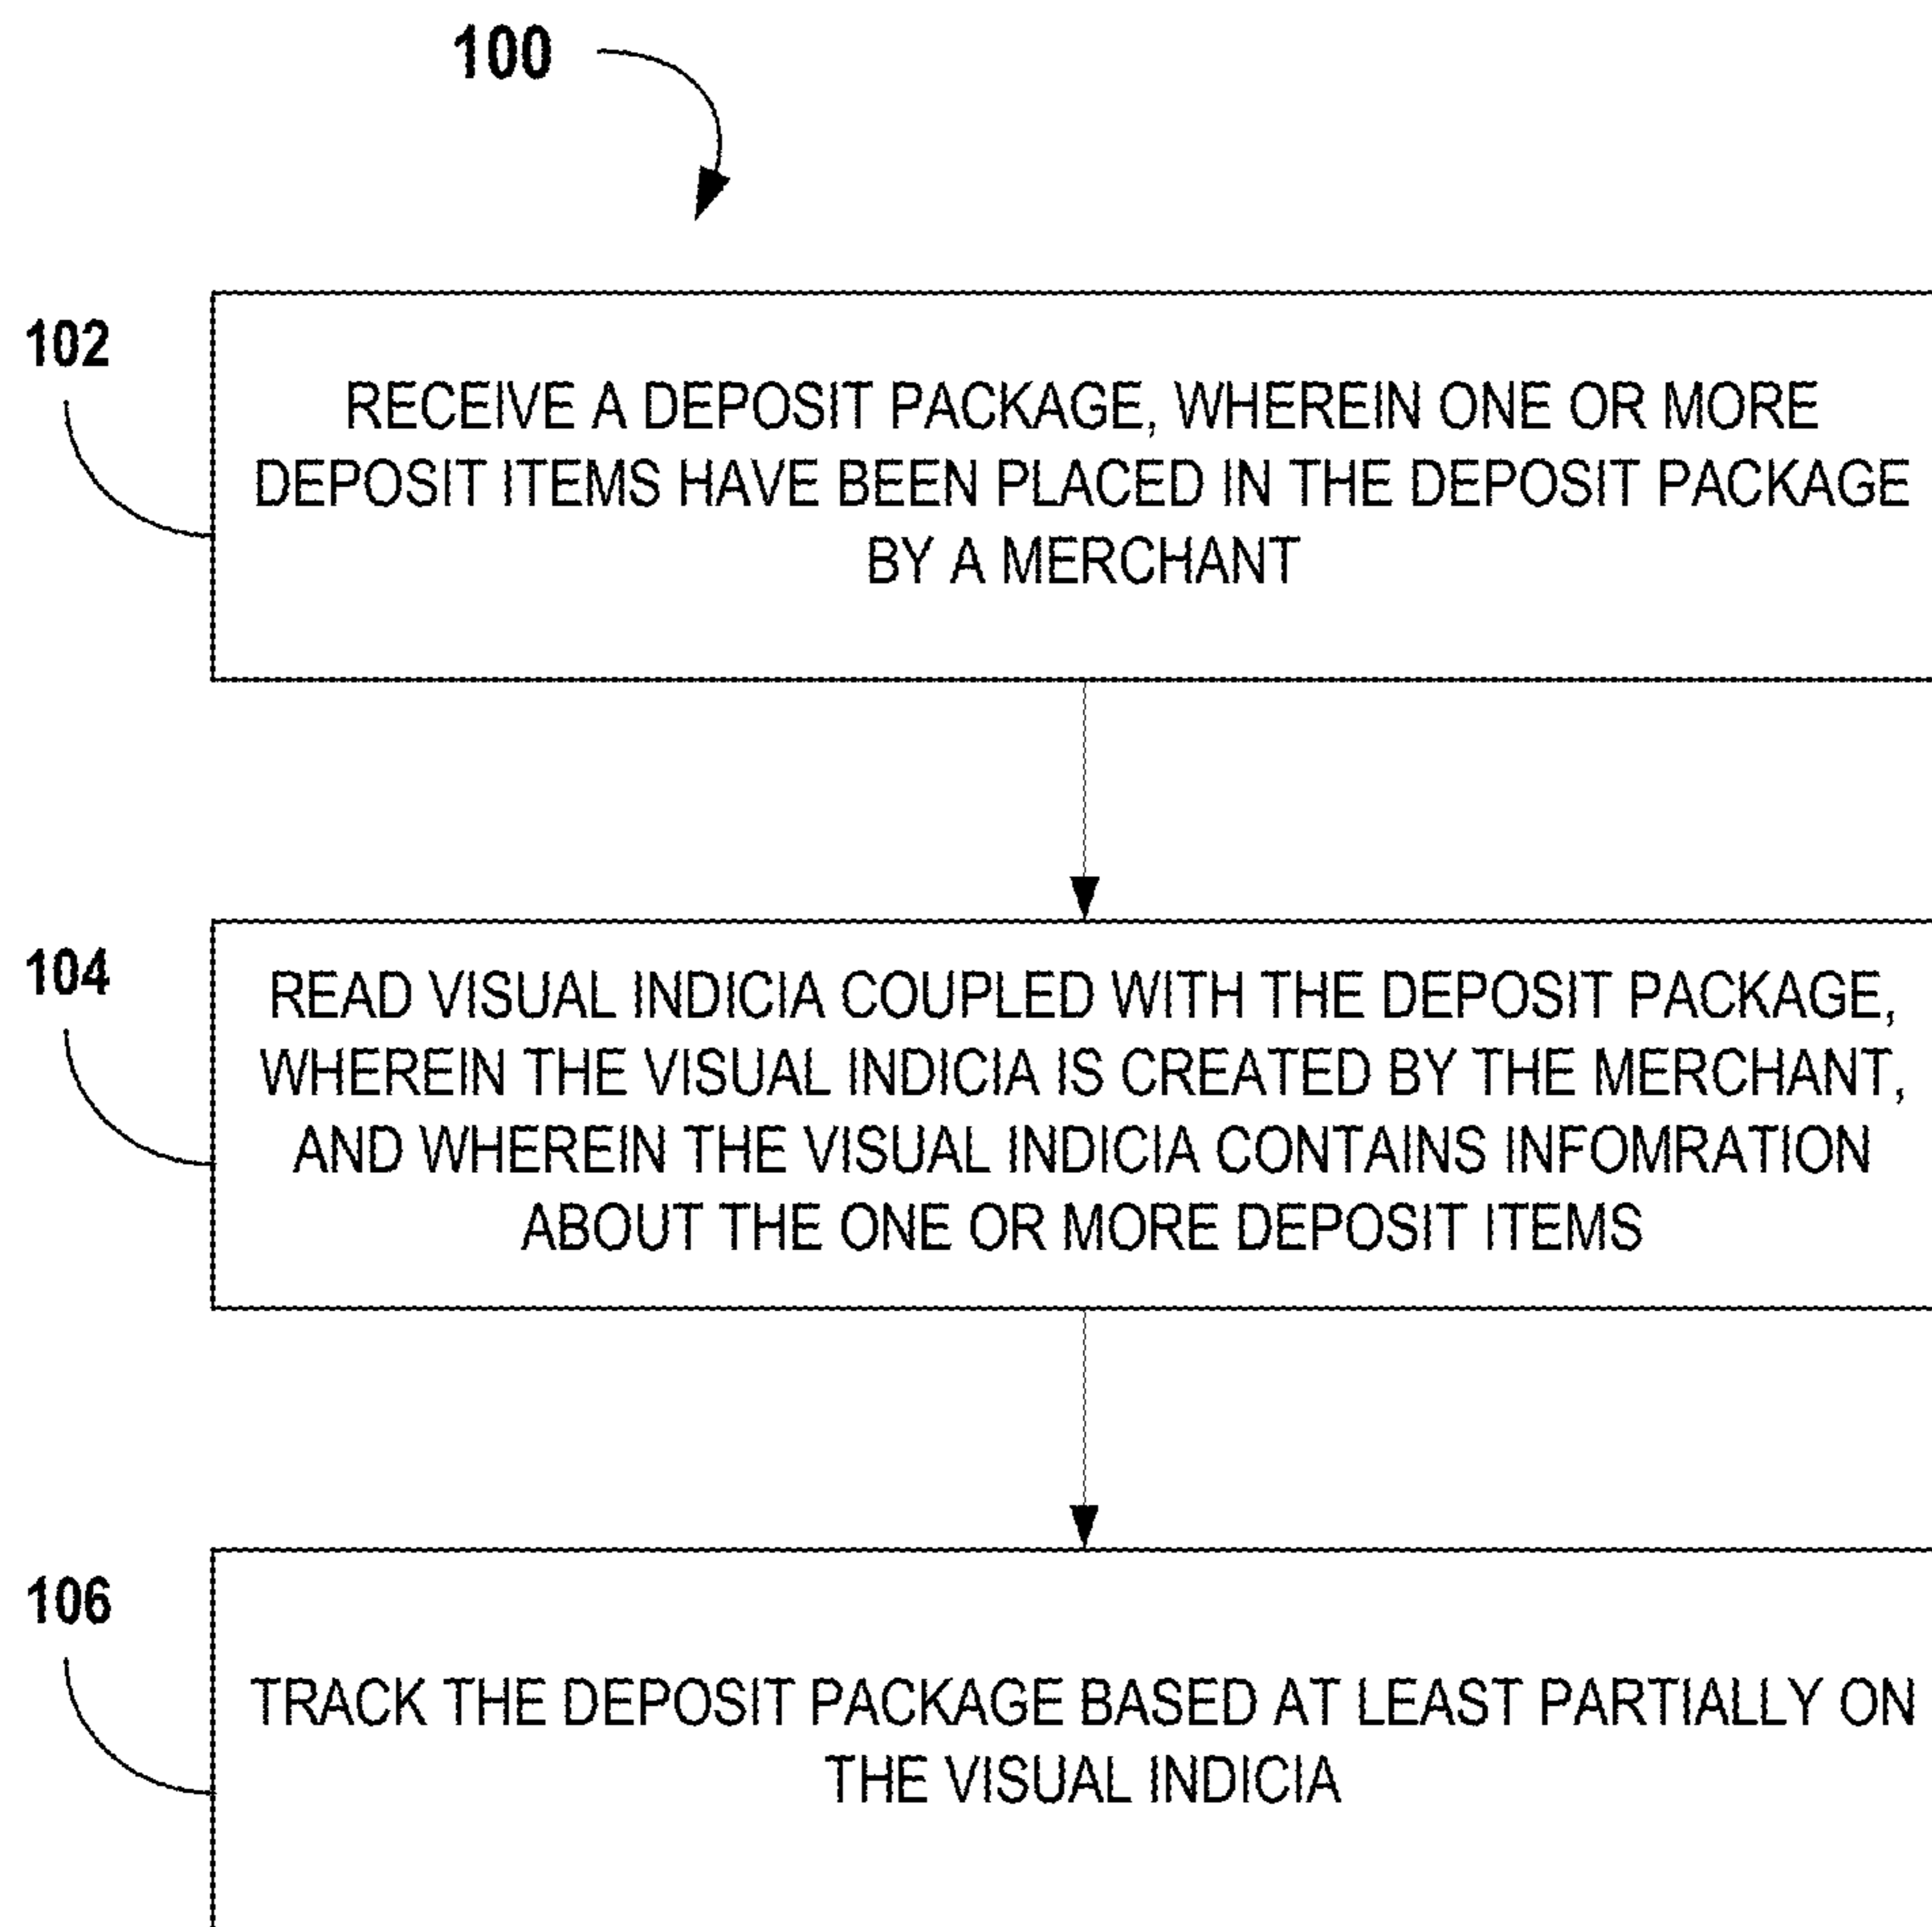 100
102
RECEIVE A DEPOSIT PACKAGE, WHEREIN ONE OR MORE
DEPOSIT ITEMS HAVE BEEN PLACED IN THE DEPOSIT PACKAGE
BY A MERCHANT
104
READ VISUAL INDICIA COUPLED WITH THE DEPOSIT PACKAGE,
WHEREIN THE VISUAL INDICIA IS CREATED BY THE MERCHANT,
AND WHEREIN THE VISUAL INDICIA CONTAINS INFOMRATION
ABOUT THE ONE OR MORE DEPOSIT ITEMS
106
TRACK THE DEPOSIT PACKAGE BASED AT LEAST PARTIALLY ON
THE VISUAL INDICIA